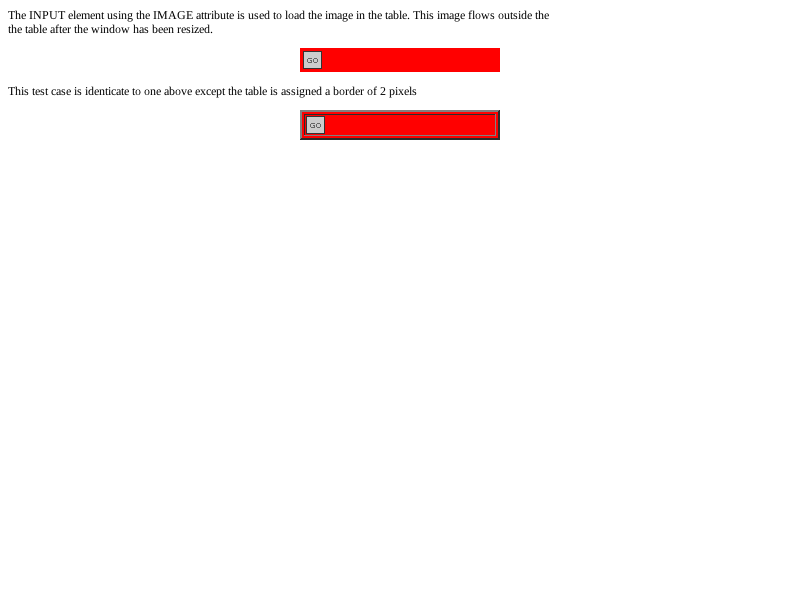 The INPUT element using the IMAGE attribute is used to load the image in the table. This image flows outside the
the table after the window has been resized.
GO
This test case is identicate to one above except the table is assigned a border of 2 pixels
GO